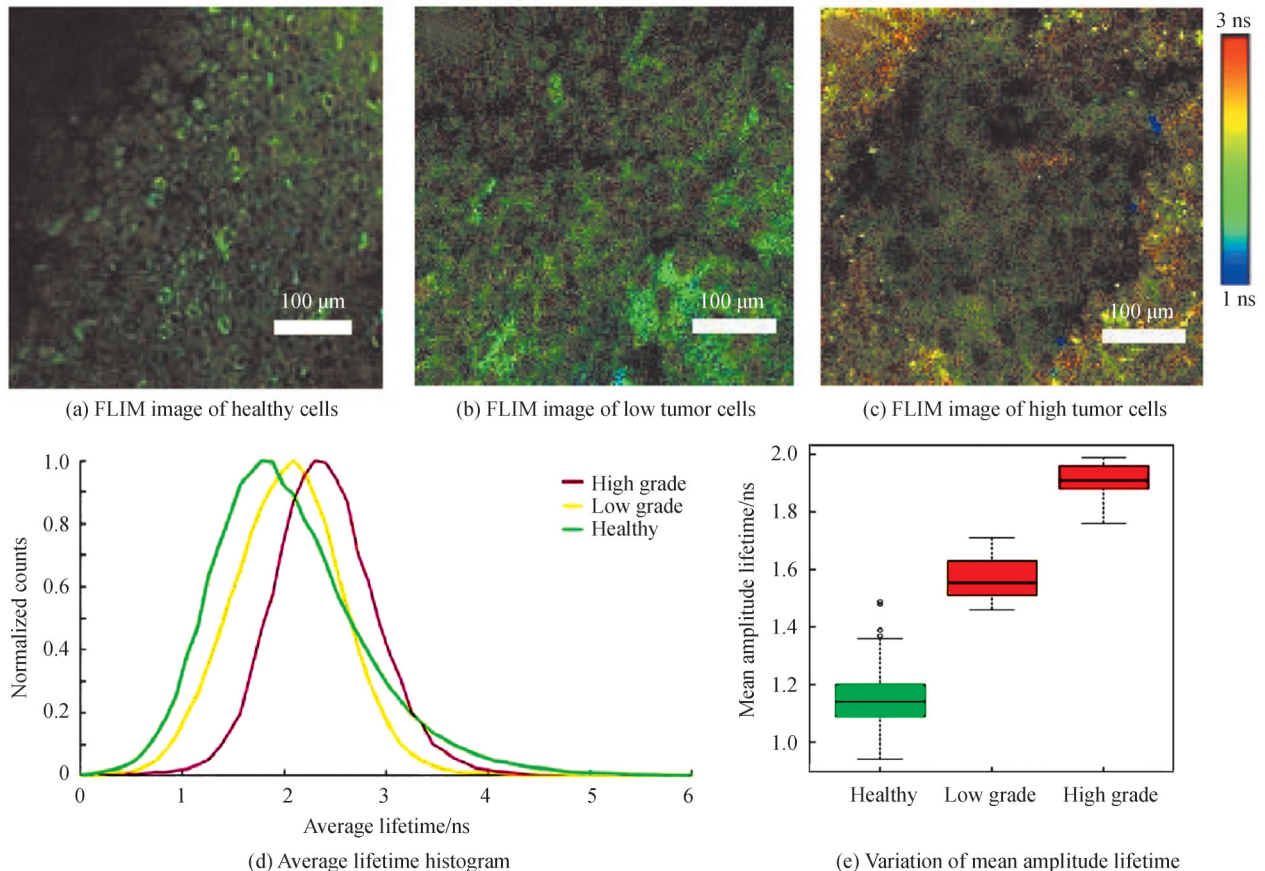 3 ns
100 μm
100 μm
100 μm
1 ns
(a) FLIM image of healthy cells
(b) FLIM image of low tumor cells
(c) FLIM image of high tumor cells
1.0
0.8
0.6
0.4
0.2
0
Normalized counts
High grade
Low grade
Healthy
0 1 2 3 4 5 6
Average lifetime/ns
(d) Average lifetime histogram
2.0
1.8
1.6
1.4
1.2
1.0
Mean amplitude lifetime/ns
Healthy Low grade High grade
(e) Variation of mean amplitude lifetime